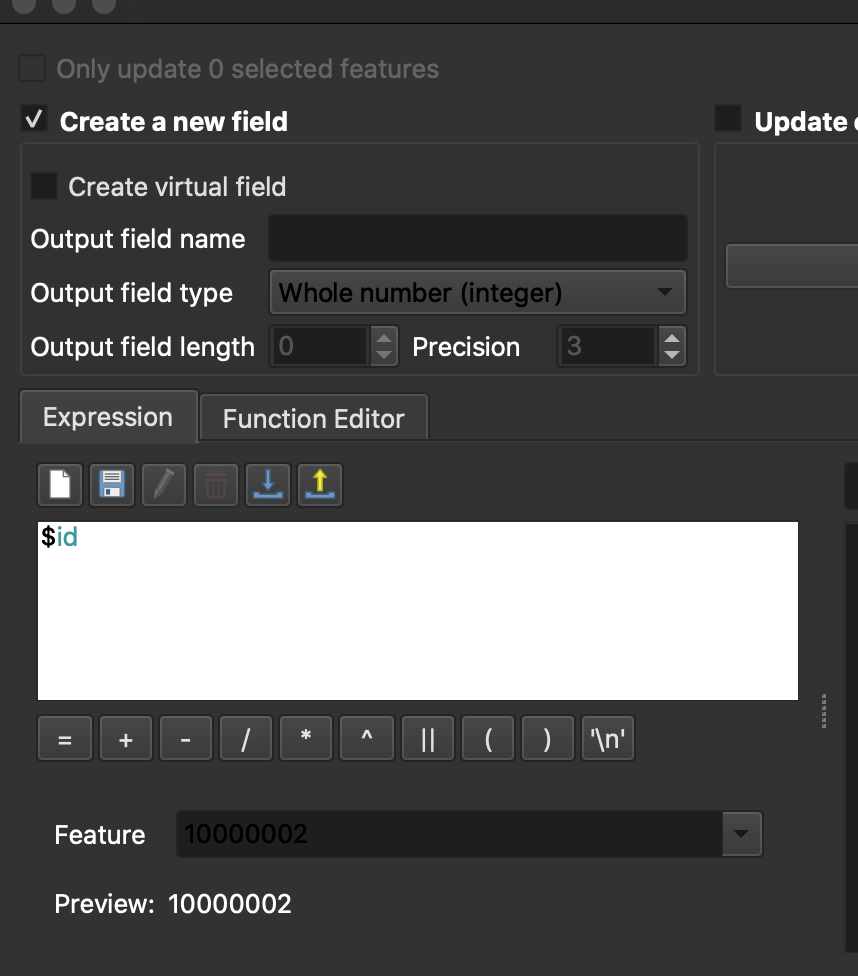 Only update 0 selected features
Create a new field
Update
Create virtual field
Output field name
Output field type Whole number (integer)
Output field length 0 Precision 3
Expression Function Editor
$id
= + - / * ^ || ( ) '\n'
Feature 10000002
Preview: 10000002